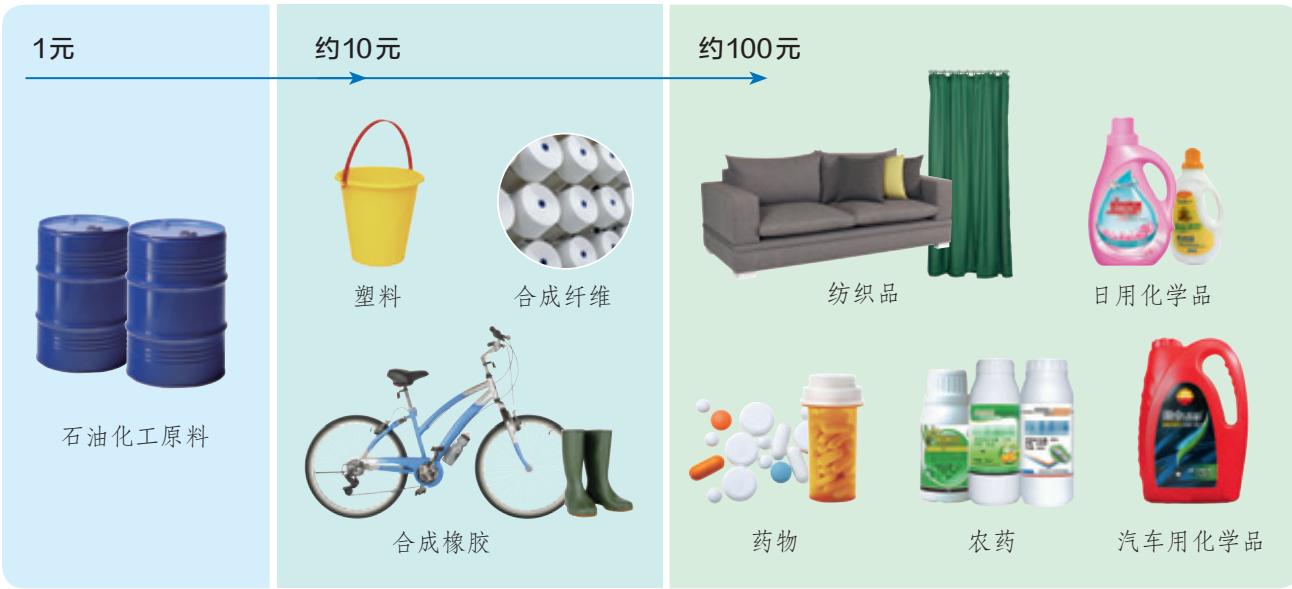 1元
约10元
约100元
石油化工原料
塑料
合成纤维
合成橡胶
纺织品
日用化学品
药物
农药
汽车用化学品